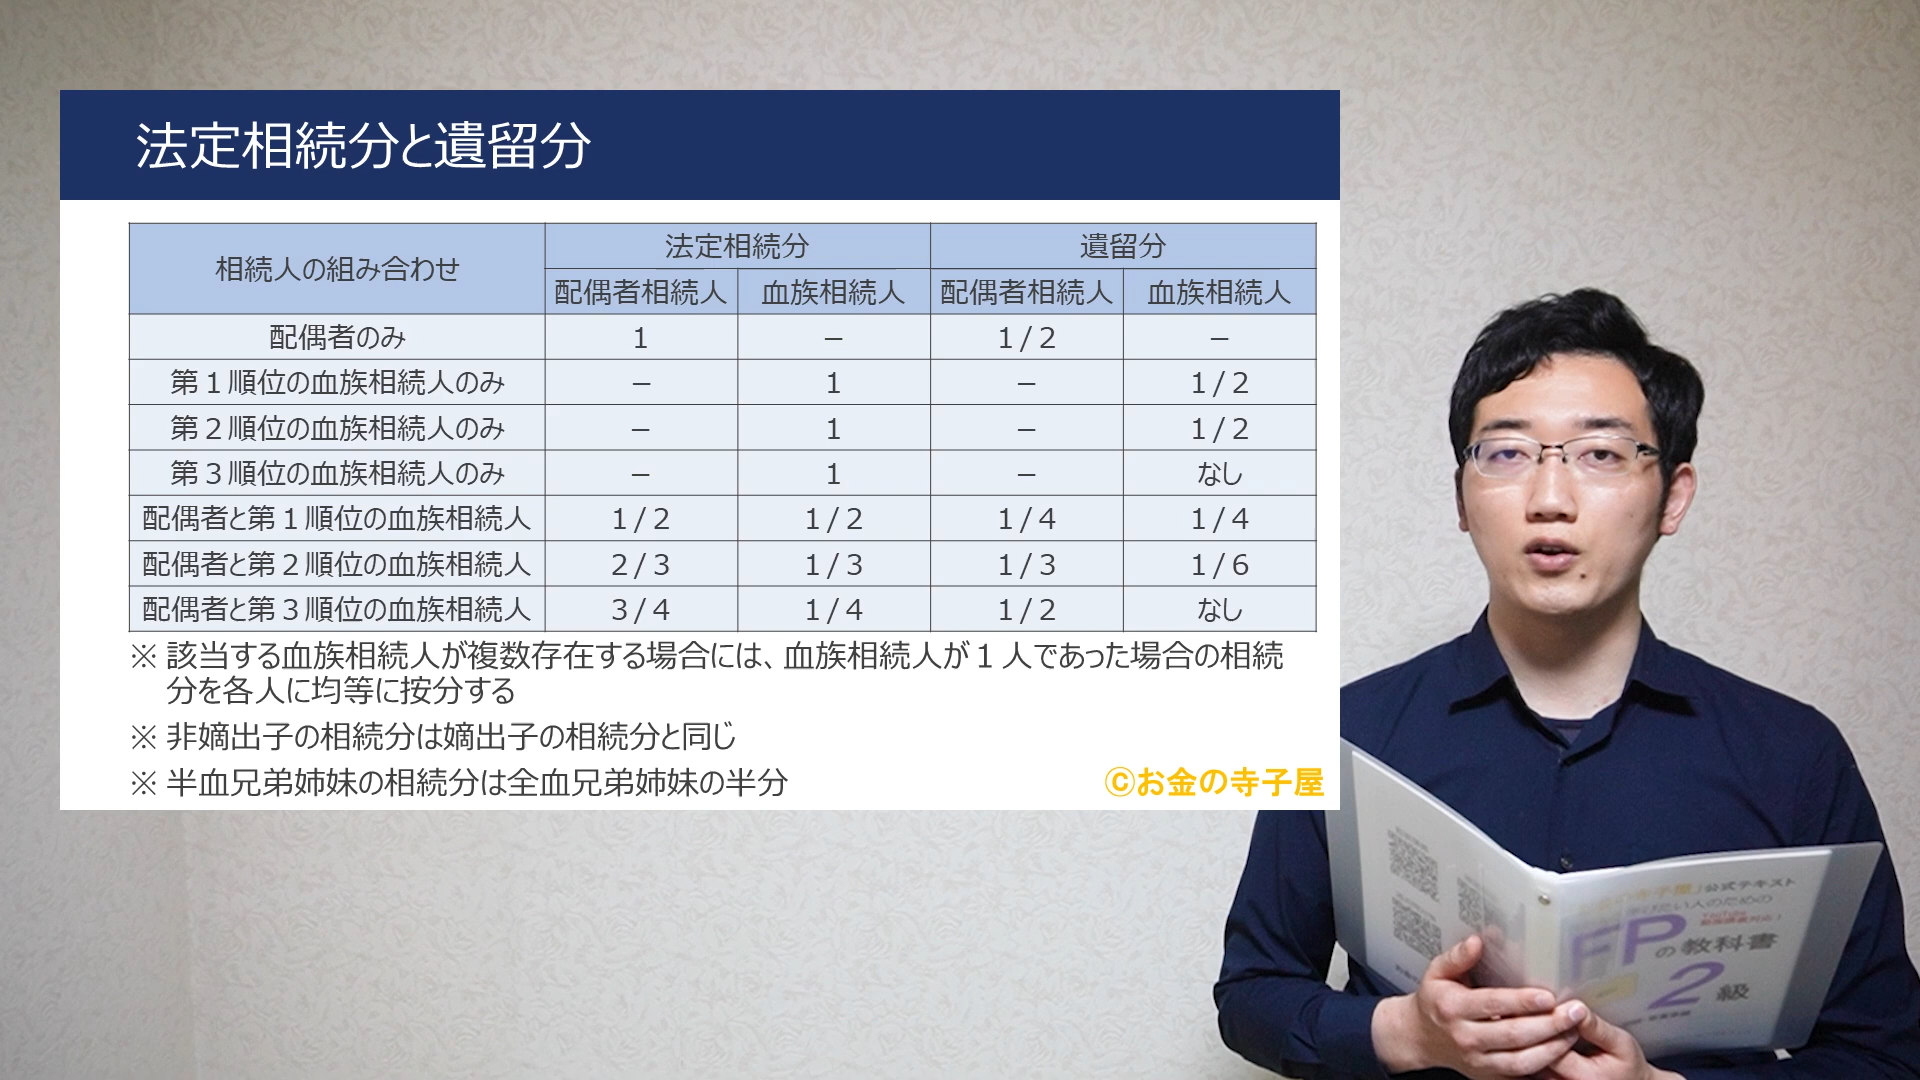 法定相続分と遺留分
相続人の組み合わせ 法定相続分 遺留分
配偶者相続人 血族相続人 配偶者相続人 血族相続人
配偶者のみ 1 － 1/2 －
第1順位の血族相続人のみ － 1 － 1/2
第2順位の血族相続人のみ － 1 － 1/2
第3順位の血族相続人のみ － 1 － なし
配偶者と第1順位の血族相続人 1/2 1/2 1/4 1/4
配偶者と第2順位の血族相続人 2/3 1/3 1/3 1/6
配偶者と第3順位の血族相続人 3/4 1/4 1/2 なし
※ 該当する血族相続人が複数存在する場合には、血族相続人が1人であった場合の相続
分を各人に均等に按分する
※ 非嫡出子の相続分は嫡出子の相続分と同じ
※ 半血兄弟姉妹の相続分は全血兄弟姉妹の半分
©お金の寺子屋
子屋」公式テキスト
人のための
FPの教科書
2級